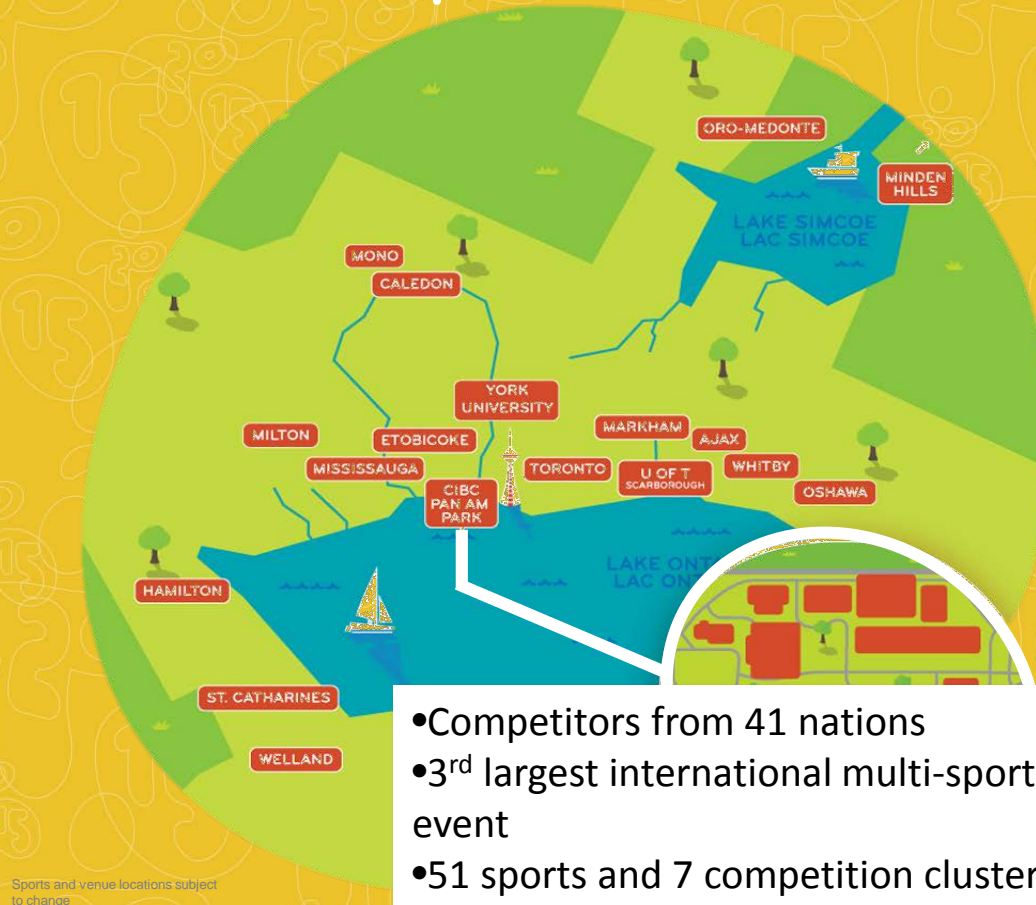 ORO-MEDONTE
MINDEN
HILLS
LAKE SIMCOE
LAC SIMCOE
MONO
CALEDON
YORK
UNIVERSITY
MILTON
ETOBICOKE
MARKHAM
AJAX
MISSISSAUGA
TORONTO
U OF T
SCARBOROUGH
WHITBY
CIBC
PAN AM
PARK
OSHAWA
LAKE ONT
LAC ONT
HAMILTON
ST. CATHARINES
WELLAND
•Competitors from 41 nations
•3rd largest international multi-sport
event
•51 sports and 7 competition cluster
Sports and venue locations subject
to change